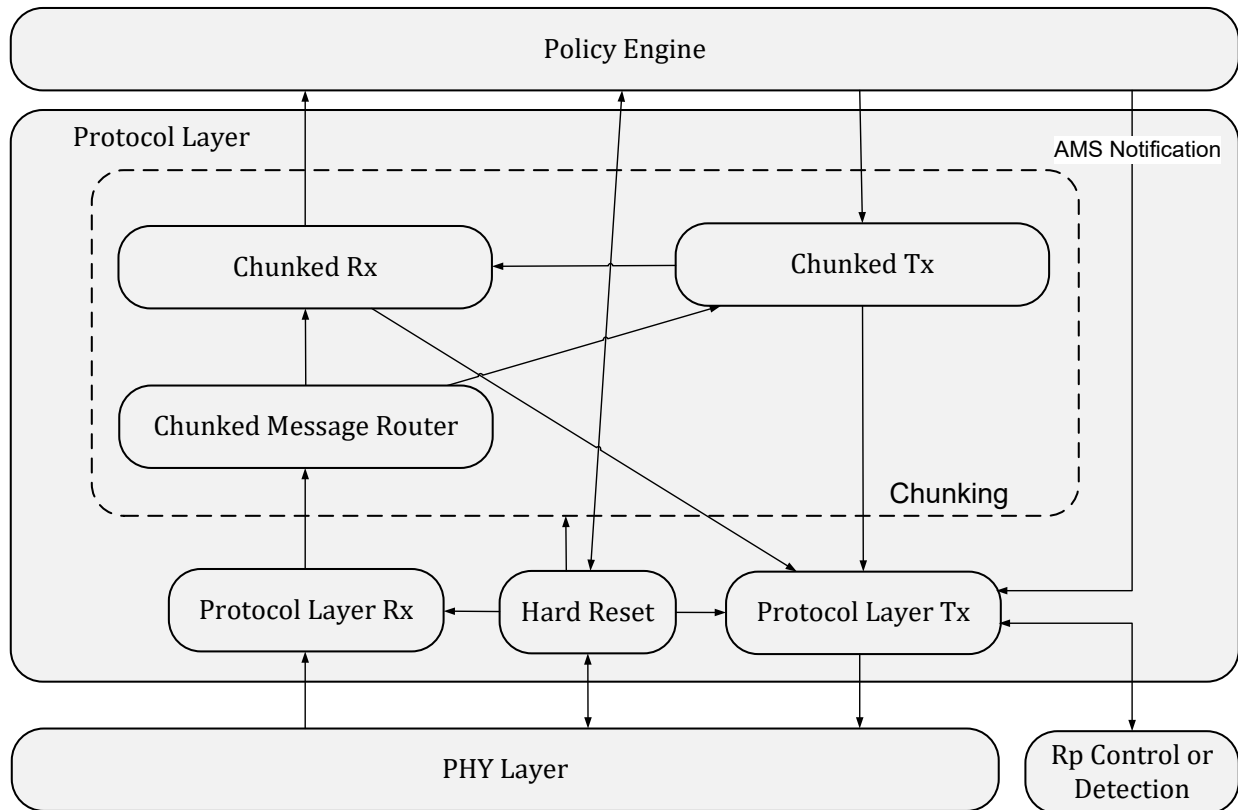 Policy Engine
Protocol Layer
AMS Notification
Chunked Rx
Chunked Tx
Chunked Message Router
Chunking
Protocol Layer Rx
Hard Reset
Protocol Layer Tx
PHY Layer
Rp Control or
Detection